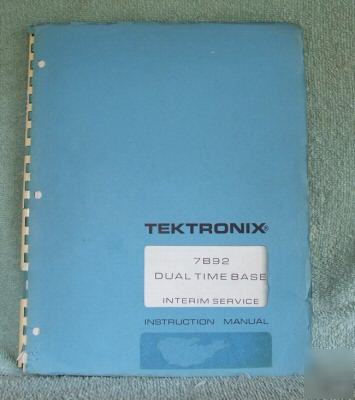 TEKTRONIX®
7B92
DUAL TIME BASE
INTERIM SERVICE
INSTRUCTION MANUAL